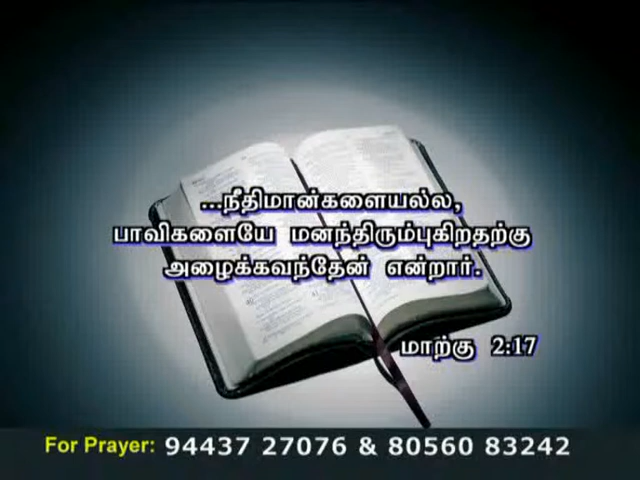 ...நீதிமான்களையல்ல,
பாவிகளையே மனந்திரும்புகிறதற்கு
அழைக்கவந்தேன் என்றார்.
மாற்கு 2:17
For Prayer: 94437 27076 & 80560 83242